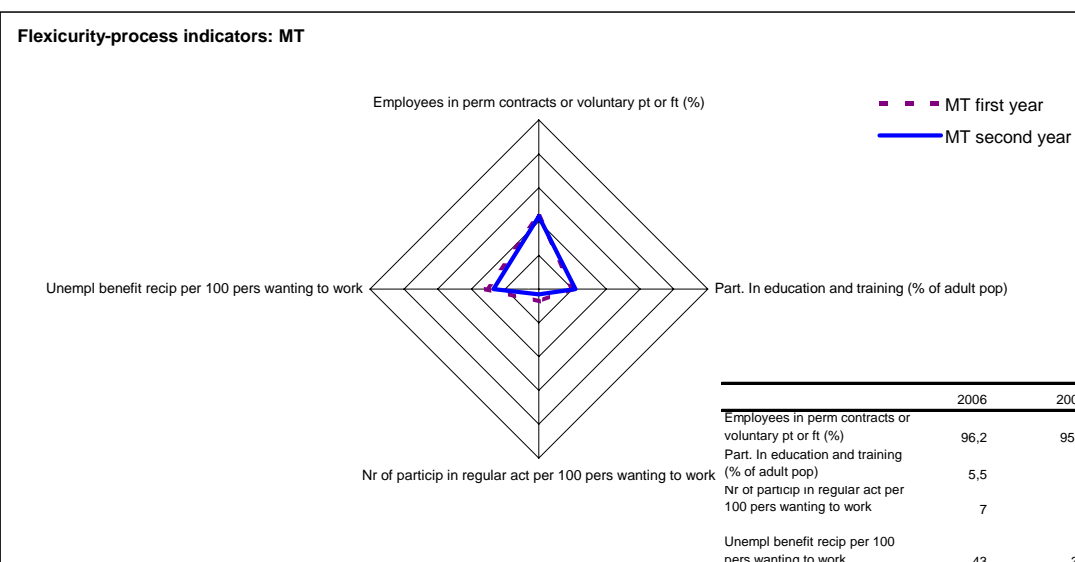 Flexicurity-process indicators: MT
Employees in perm contracts or voluntary pt or ft (%)
MT first year
MT second year
Unempl benefit recip per 100 pers wanting to work
Part. In education and training (% of adult pop)
Nr of particip in regular act per 100 pers wanting to work
2006
Employees in perm contracts or
voluntary pt or ft (%) 96,2
Part. In education and training
(% of adult pop) 5,5
Nr of particip in regular act per
100 pers wanting to work 7
Unempl benefit recip per 100
pers wanting to work 43